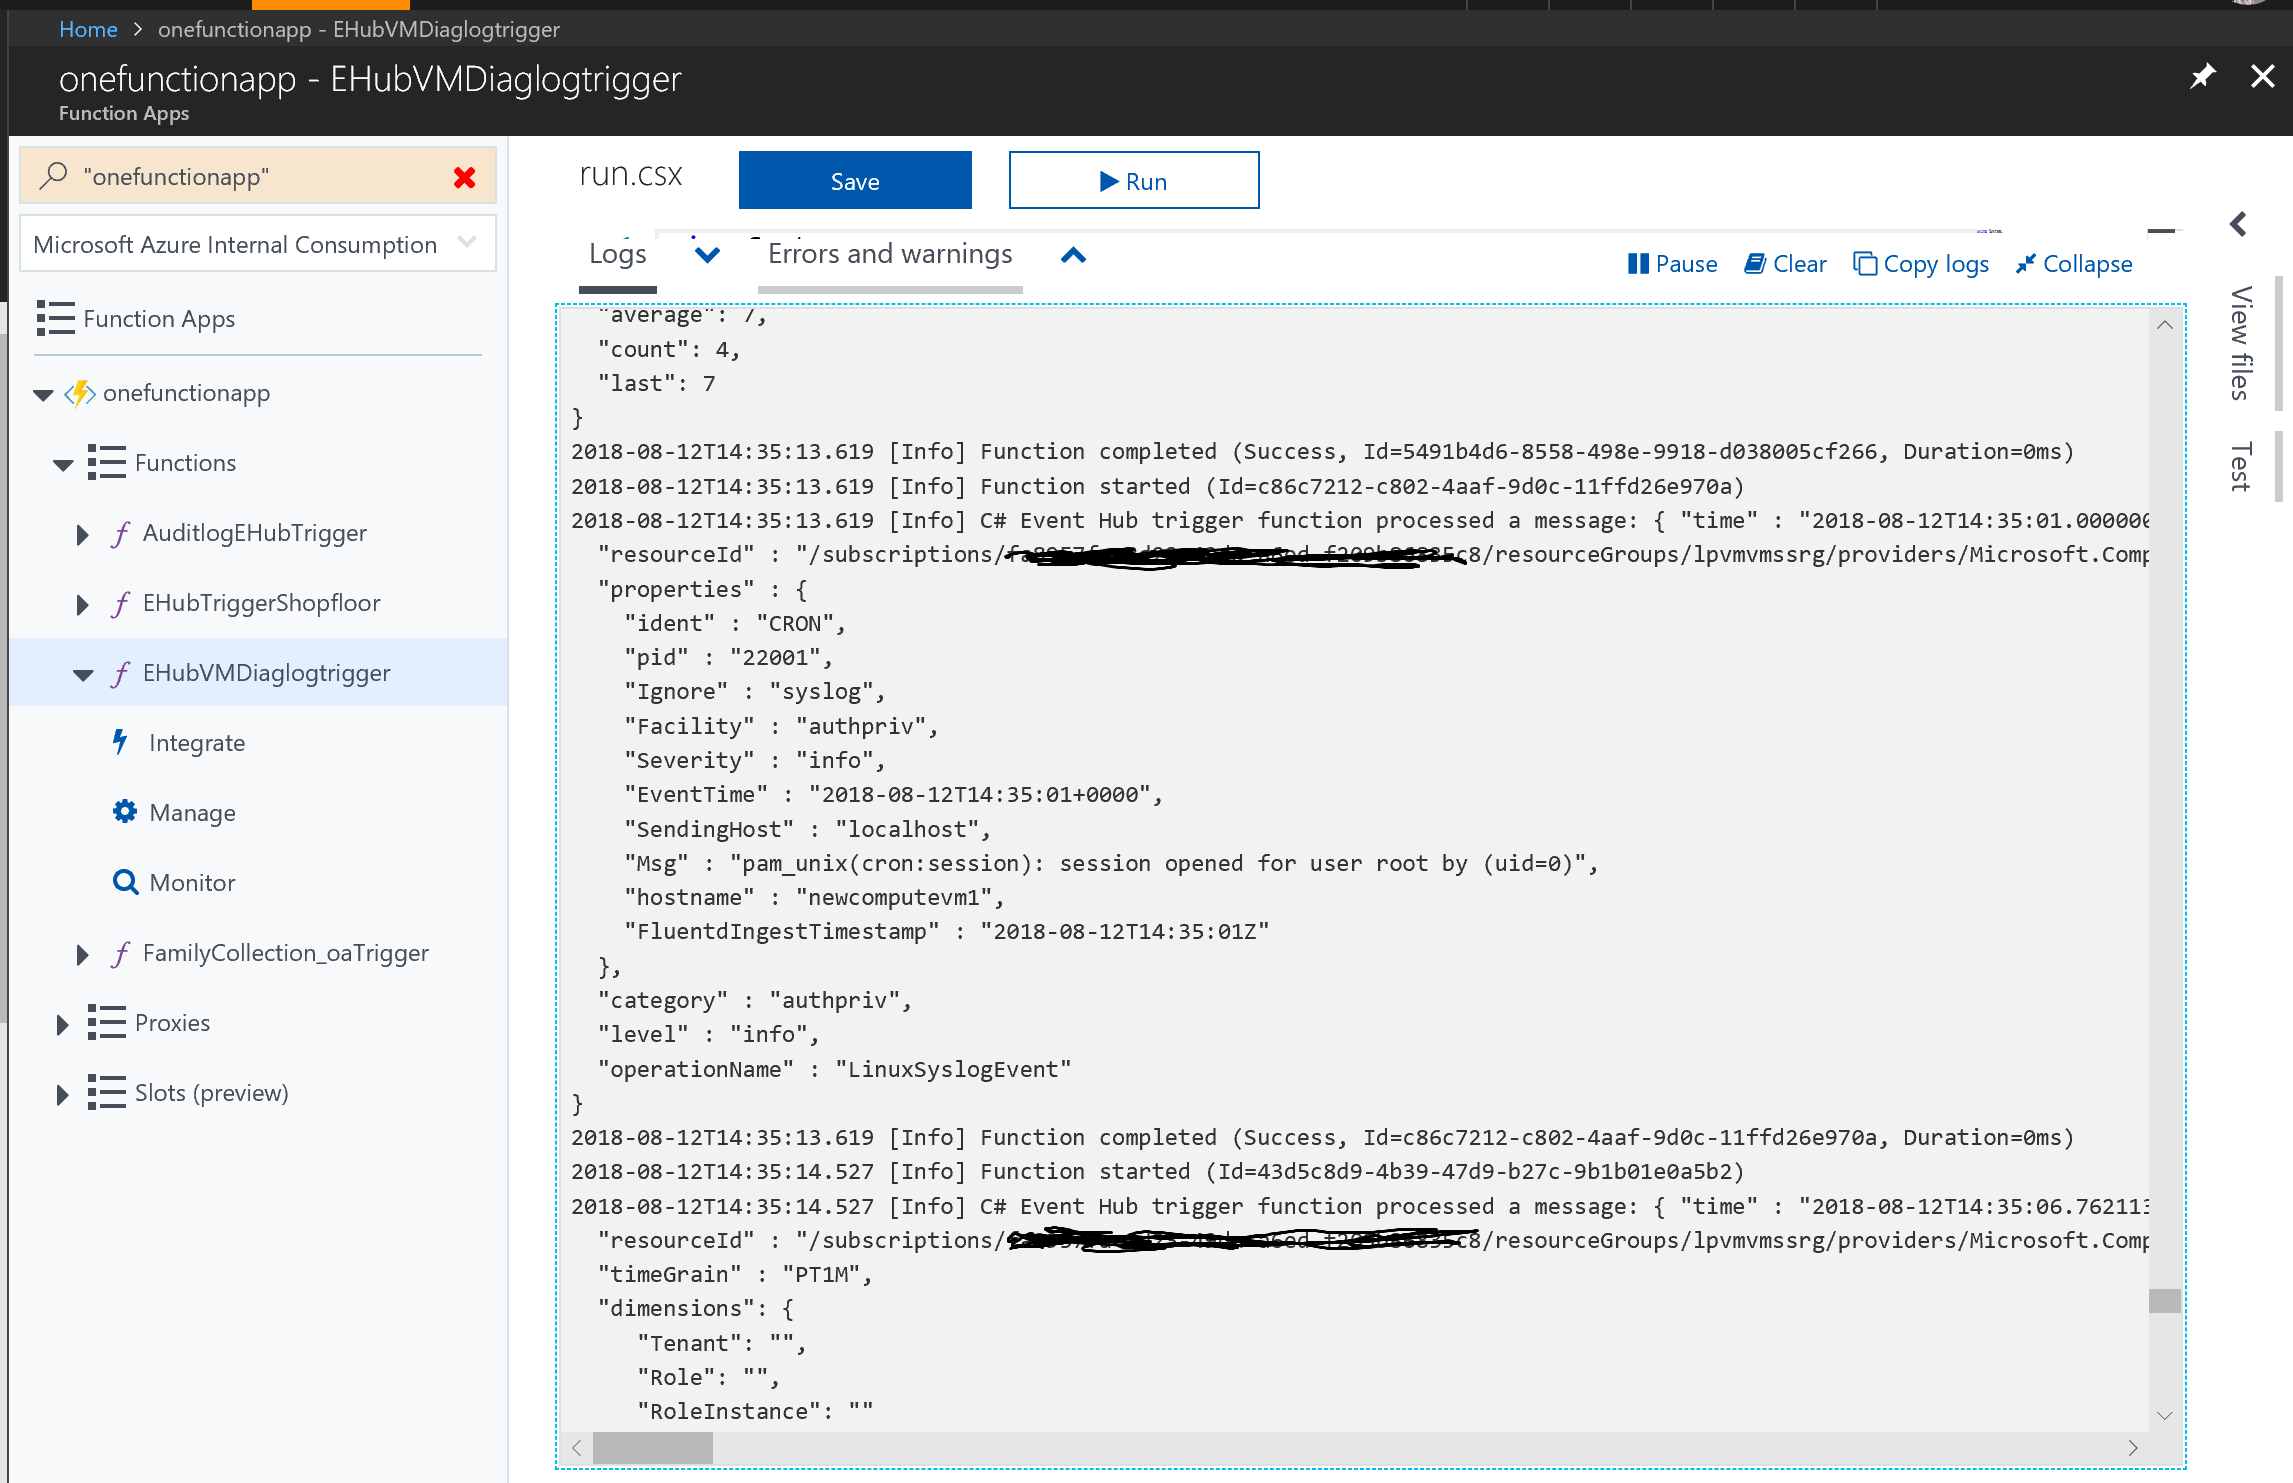 Home > onefunctionapp - EHubVMDiaglogtrigger
onefunctionapp - EHubVMDiaglogtrigger
Function Apps
"onefunctionapp"
Microsoft Azure Internal Consumption
Function Apps
onefunctionapp
Functions
AuditlogEHubTrigger
EHubTriggerShopfloor
EHubVMDiaglogtrigger
Integrate
Manage
Monitor
FamilyCollection_oaTrigger
Proxies
Slots (preview)
run.csx Save Run
Logs Errors and warnings Pause Clear Copy logs Collapse
"average": 7,
"count": 4,
"last": 7
}
2018-08-12T14:35:13.619 [Info] Function completed (Success, Id=5491b4d6-8558-498e-9918-d038005cf266, Duration=0ms)
2018-08-12T14:35:13.619 [Info] Function started (Id=c86c7212-c802-4aaf-9d0c-11ffd26e970a)
2018-08-12T14:35:13.619 [Info] C# Event Hub trigger function processed a message: { "time" : "2018-08-12T14:35:01.000000
"resourceId" : "/subscriptions/ c8/resourceGroups/lpvmvmssrg/providers/Microsoft.Comp
"properties" : {
"ident" : "CRON",
"pid" : "22001",
"Ignore" : "syslog",
"Facility" : "authpriv",
"Severity" : "info",
"EventTime" : "2018-08-12T14:35:01+0000",
"SendingHost" : "localhost",
"Msg" : "pam_unix(cron:session): session opened for user root by (uid=0)",
"hostname" : "newcomputevm1",
"FluentdIngestTimestamp" : "2018-08-12T14:35:01Z"
},
"category" : "authpriv",
"level" : "info",
"operationName" : "LinuxSyslogEvent"
}
2018-08-12T14:35:13.619 [Info] Function completed (Success, Id=c86c7212-c802-4aaf-9d0c-11ffd26e970a, Duration=0ms)
2018-08-12T14:35:14.527 [Info] Function started (Id=43d5c8d9-4b39-47d9-b27c-9b1b01e0a5b2)
2018-08-12T14:35:14.527 [Info] C# Event Hub trigger function processed a message: { "time" : "2018-08-12T14:35:06.762113
"resourceId" : "/subscriptions/ c8/resourceGroups/lpvmvmssrg/providers/Microsoft.Comp
"timeGrain" : "PT1M",
"dimensions": {
"Tenant": "",
"Role": "",
"RoleInstance": ""
View files
Test